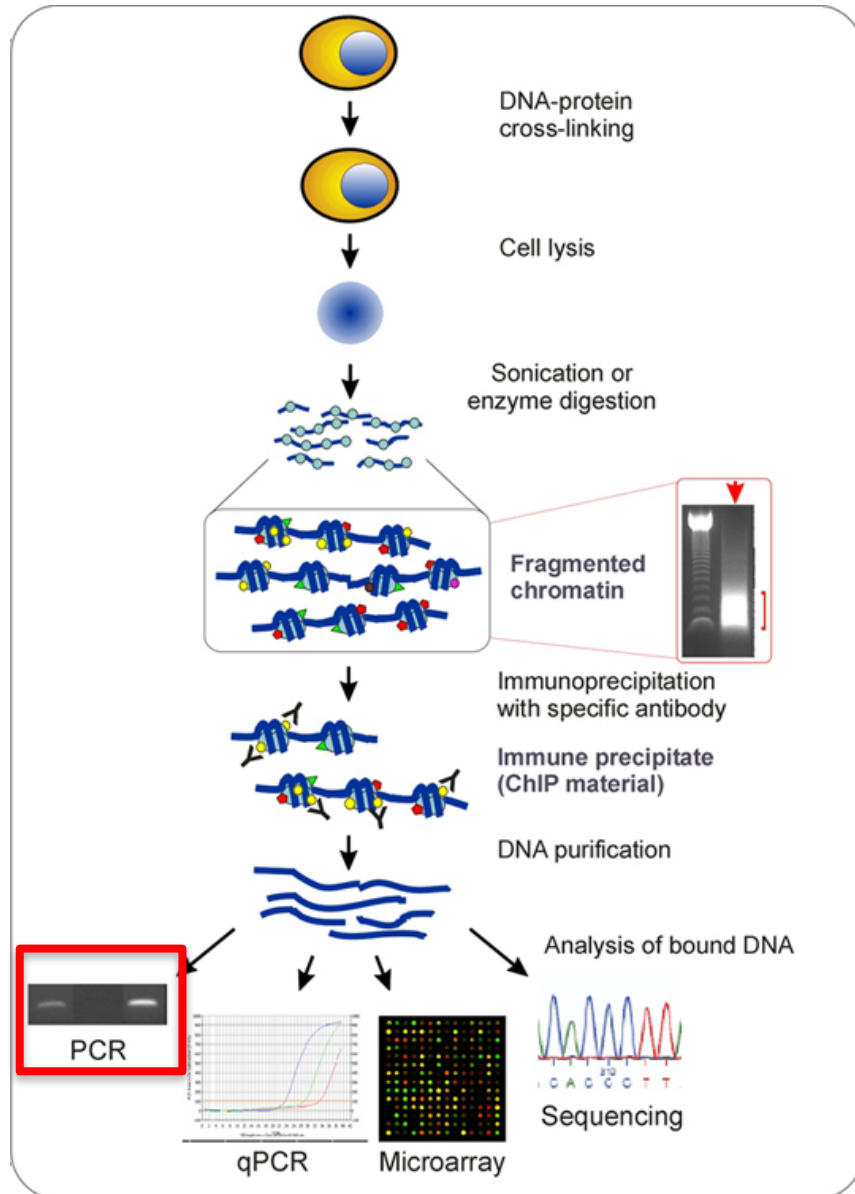 DNA-protein
cross-linking
Cell lysis
Sonication or
enzyme digestion
Fragmented
chromatin
Immunoprecipitation
with specific antibody
Immune precipitate
(ChIP material)
DNA purification
Analysis of bound DNA
PCR
qPCR
Microarray
310
C A C C C T T
Sequencing